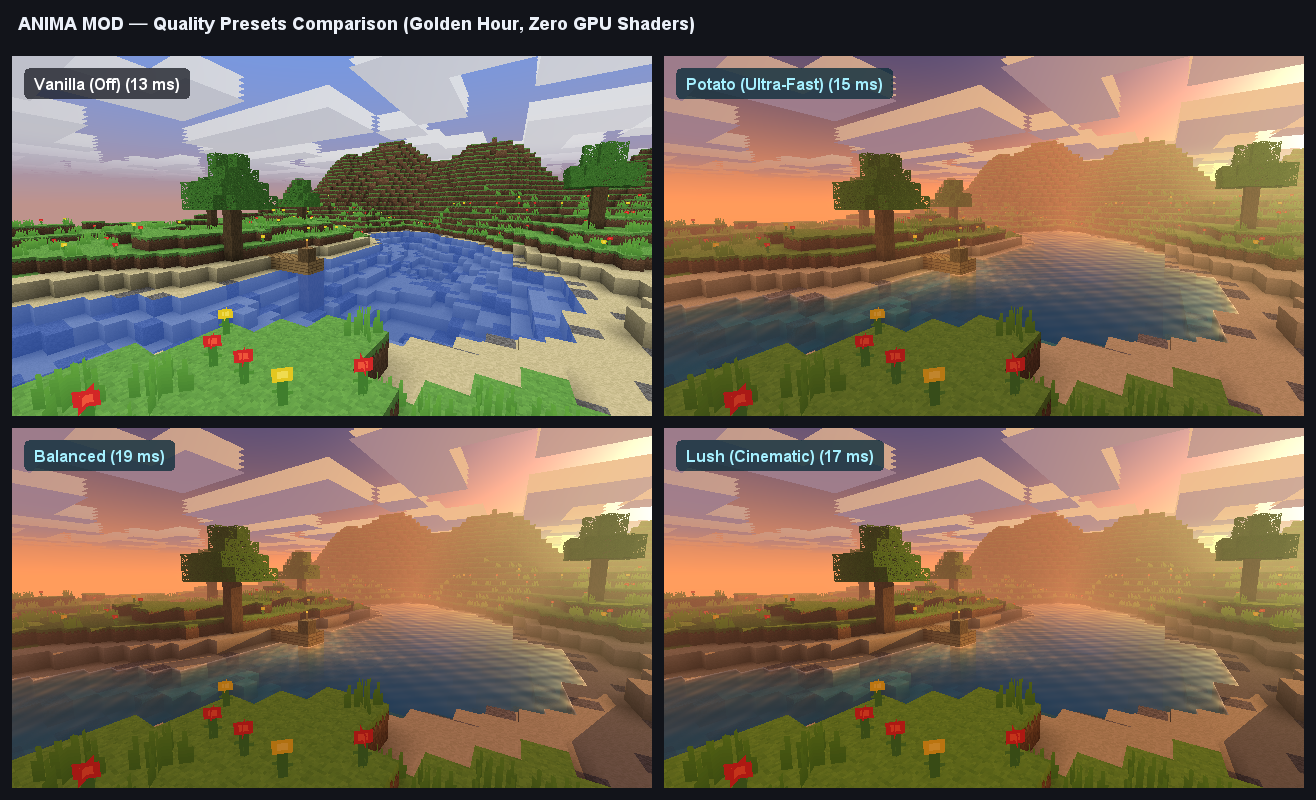 ANIMA MOD — Quality Presets Comparison (Golden Hour, Zero GPU Shaders)
Vanilla (Off) (13 ms)
Potato (Ultra-Fast) (15 ms)
Balanced (19 ms)
Lush (Cinematic) (17 ms)